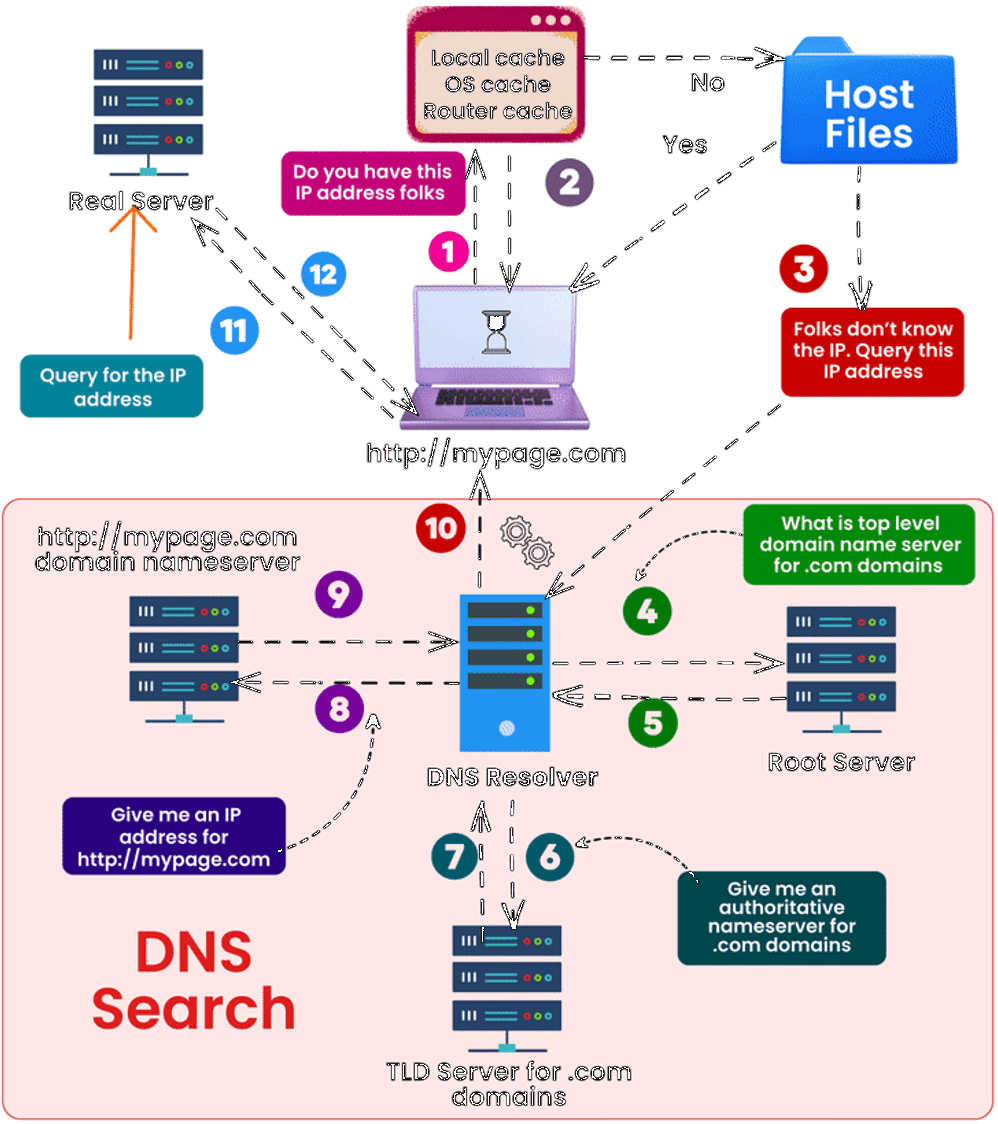 Local cache
OS cache
Router cache
No
Host
Files
Yes
Do you have this
IP address folks
2
Real Server
1
3
12
11
Folks don't know
the IP. Query this
IP address
Query for the IP
address
http://mypage.com
10
What is top level
domain name server
for .com domains
http://mypage.com
domain nameserver
9
4
8
5
DNS Resolver
Root Server
Give me an IP
address for
http://mypage.com
7
6
Give me an
authoritative
nameserver for
.com domains
DNS
Search
TLD Server for .com
domains